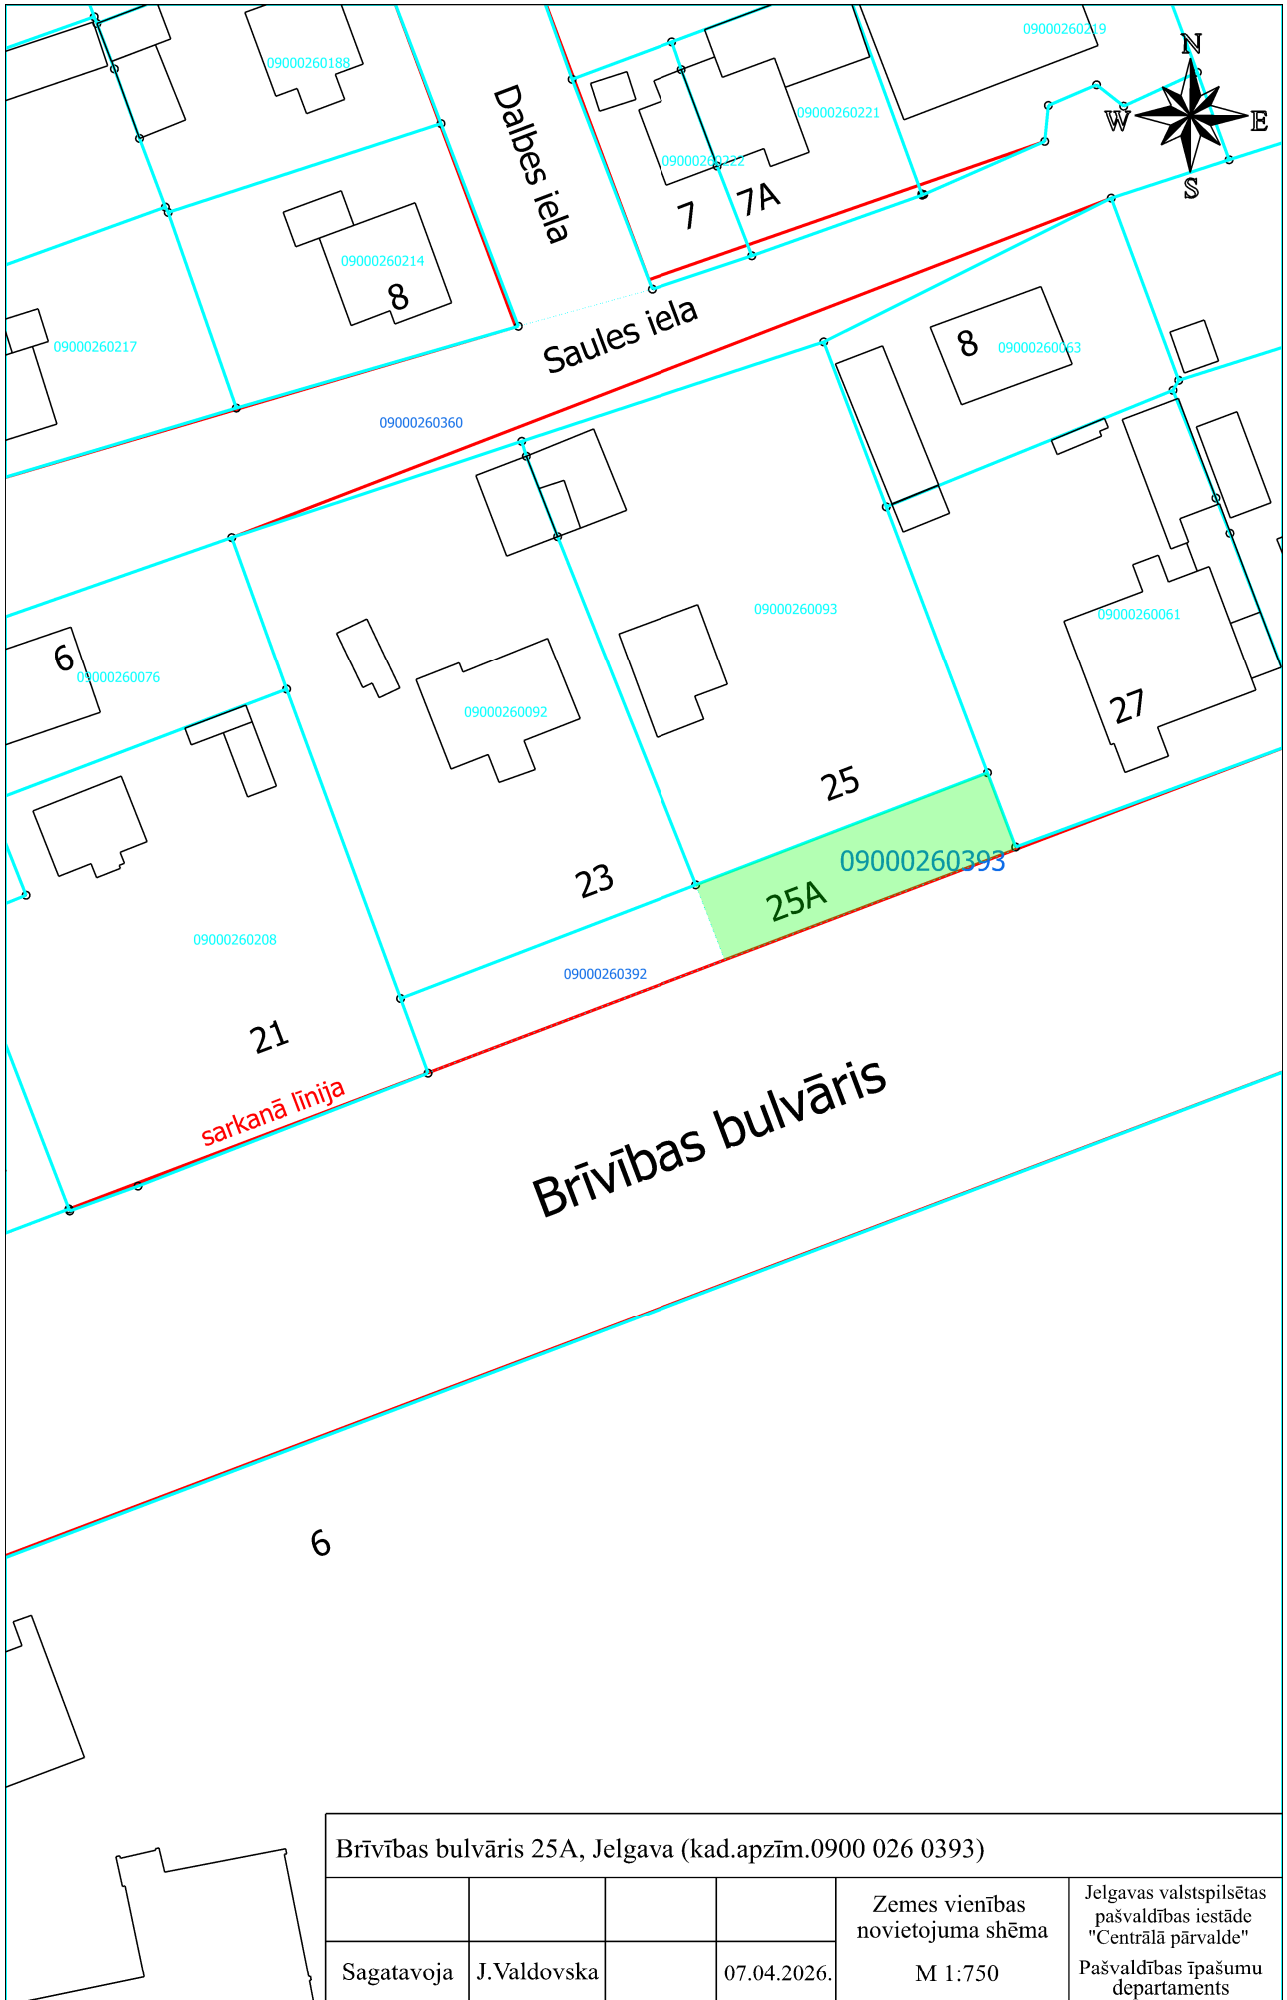 09000260219
N
09000260188
Dalbes iela
09000260221
W
E
09000260222
7
7A
S
09000260214
8
Saules iela
09000260217
8
09000260063
09000260360
09000260093
09000260061
6
09000260076
09000260092
27
25
09000260393
23
25A
09000260208
09000260392
21
sarkanā līnija
Brīvības bulvāris
6
Brīvības bulvāris 25A, Jelgava (kad.apzīm.0900 026 0393)
Zemes vienības
novietojuma shēma
Jelgavas valstspilsētas
pašvaldības iestāde
"Centrālā pārvalde"
Sagatavoja
J.Valdovska
07.04.2026.
M 1:750
Pašvaldības īpašumu
departaments